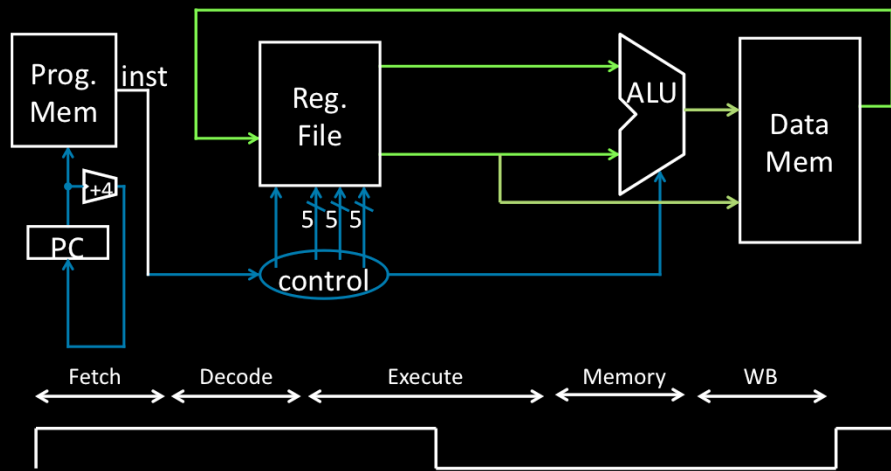 Prog.
Mem
inst
Reg.
File
ALU
Data
Mem
+4
PC
5 5 5
control
Fetch Decode Execute Memory WB